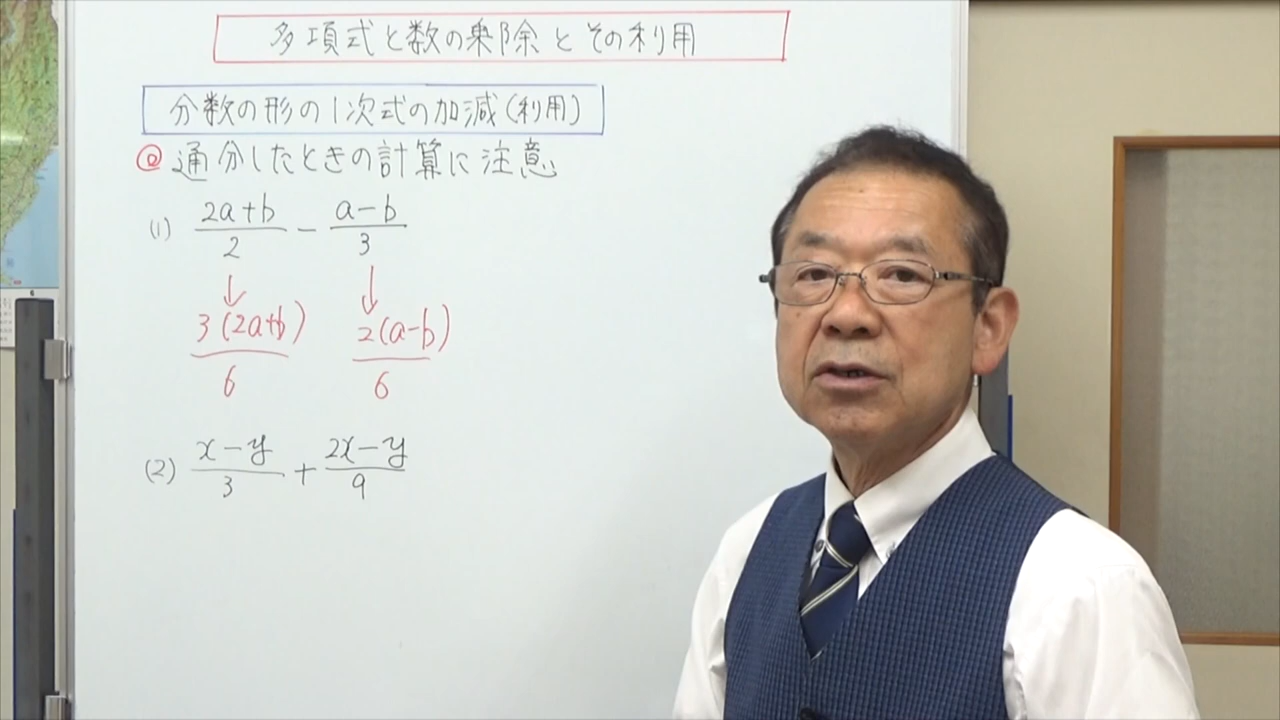 多項式と数の乗除とその利用
分数の形の1次式の加減(利用)
◎ 通分したときの計算に注意
(1) (2a+b)/2 − (a−b)/3
↓ ↓
3(2a+b)/6 2(a−b)/6
(2) (x−y)/3 + (2x−y)/9